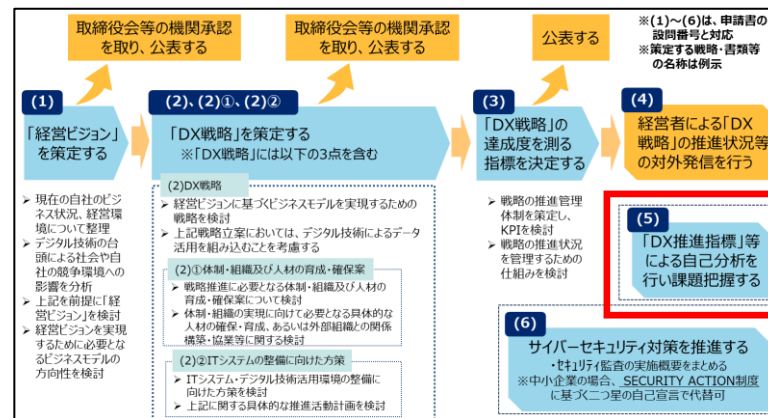 取締役会等の機関承認
を取り、公表する
取締役会等の機関承認
を取り、公表する
公表する
※(1)～(6)は、申請書の
設問番号と対応
※策定する戦略・書類等
の名称は例示
(1)
「経営ビジョン」
を策定する
➢ 現在の自社のビジ
ネス状況、経営環
境について整理
➢ デジタル技術の台
頭による社会や自
社の競争環境への
影響を分析
➢ 上記を前提に「経
営ビジョン」を検討
➢ 経営ビジョンを実現
するために必要とな
るビジネスモデルの
方向性を検討
(2)、(2)①、(2)②
「DX戦略」を策定する
※「DX戦略」には以下の3点を含む
(2)DX戦略
➢ 経営ビジョンに基づくビジネスモデルを実現するための
戦略を検討
➢ 上記戦略立案においては、デジタル技術によるデータ
活用を組み込むことを考慮する
(2)①体制・組織及び人材の育成・確保案
➢ 戦略推進に必要となる体制・組織及び人材の
育成・確保案について検討
➢ 体制・組織の実現に向けて必要となる具体的な
人材の確保・育成、あるいは外部組織との関係
構築・協業等に関する検討
(2)②ITシステムの整備に向けた方策
➢ ITシステム・デジタル技術活用環境の整備に
向けた方策を検討
➢ 上記に関する具体的な推進活動計画を検討
(3)
「DX戦略」の
達成度を測る
指標を決定する
➢ 戦略の推進管理
体制を策定し、
KPIを検討
➢ 戦略の推進状況
を管理するための
仕組みを検討
(4)
経営者による「DX
戦略」の推進状況等
の対外発信を行う
(5)
「DX推進指標」等
による自己分析を
行い課題把握する
(6)
サイバーセキュリティ対策を推進する
・セキュリティ監査の実施概要をまとめる
※中小企業の場合、SECURITY ACTION制度
に基づく二つ星の自己宣言で代替可